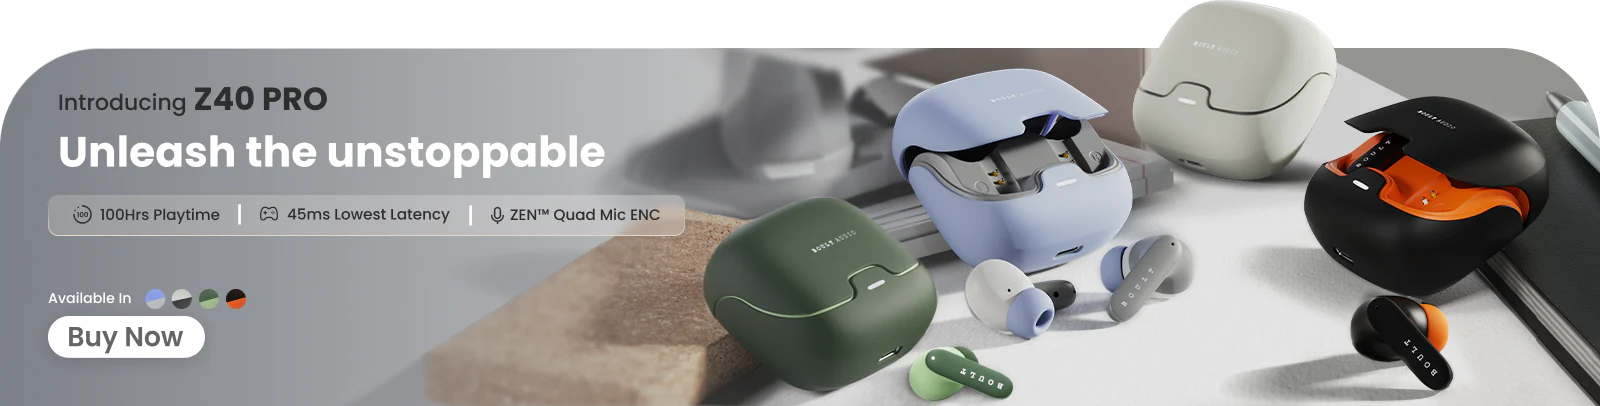 Introducing Z40 PRO
Unleash the unstoppable
100
100Hrs Playtime
45ms Lowest Latency
ZEN™ Quad Mic ENC
Available In
Buy Now
BOULT AUDIO
BOULT AUDIO
BOULT AUDIO
BOULT AUDIO
BOULT
BOULT
BOULT
BOULT